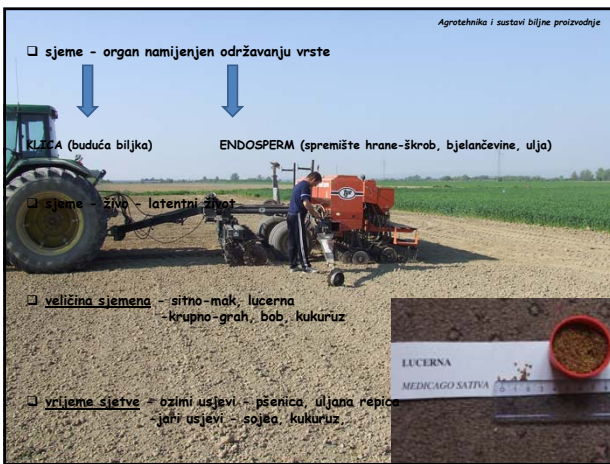 Agrotehnika i sustavi biljne proizvodnje
❑ sjeme - organ namijenjen održavanju vrste
KLICA (buduća biljka) ENDOSPERM (spremište hrane-škrob, bjelančevine, ulja)
❑ sjeme - živo - latentni život
❑ veličina sjemena - sitno-mak, lucerna
-krupno-grah, bob, kukuruz
LUCERNA
MEDICAGO SATIVA
❑ vrijeme sjetve - ozimi usjevi - pšenica, uljana repica
-jari usjevi - sojea, kukuruz,